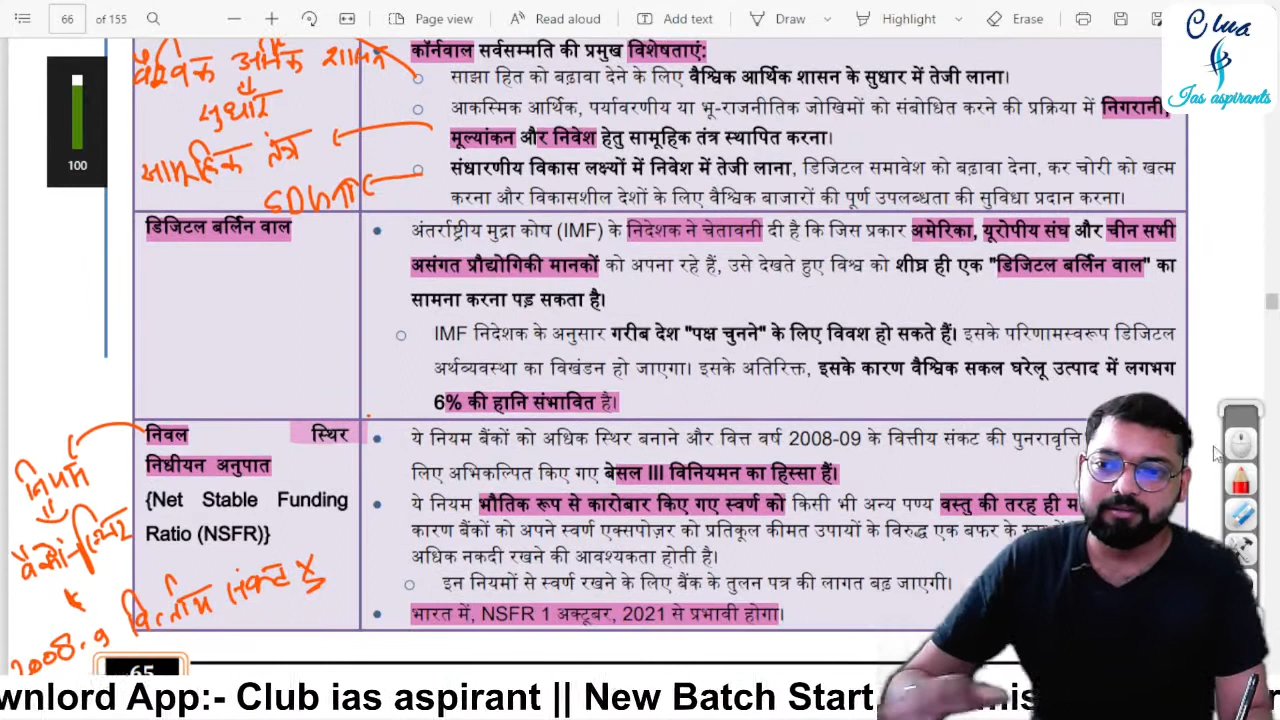 66 of 155 Page view Read aloud Add text Draw Highlight Erase
Club
Ias aspirants
100
वैश्विक आर्थिक शासन
सुधार
सामूहिक तंत्र
कॉर्नवाल सर्वसम्मति की प्रमुख विशेषताएं:
साझा हित को बढ़ावा देने के लिए वैश्विक आर्थिक शासन के सुधार में तेजी लाना।
आकस्मिक आर्थिक, पर्यावरणीय या भू-राजनीतिक जोखिमों को संबोधित करने की प्रक्रिया में निगरानी,
मूल्यांकन और निवेश हेतु सामूहिक तंत्र स्थापित करना।
संधारणीय विकास लक्ष्यों में निवेश में तेजी लाना, डिजिटल समावेश को बढ़ावा देना, कर चोरी को खत्म
करना और विकासशील देशों के लिए वैश्विक बाजारों की पूर्ण उपलब्धता की सुविधा प्रदान करना।
डिजिटल बर्लिन वाल
अंतर्राष्ट्रीय मुद्रा कोष (IMF) के निदेशक ने चेतावनी दी है कि जिस प्रकार अमेरिका, यूरोपीय संघ और चीन सभी
असंगत प्रौद्योगिकी मानकों को अपना रहे हैं, उसे देखते हुए विश्व को शीघ्र ही एक "डिजिटल बर्लिन वाल" का
सामना करना पड़ सकता है।
IMF निदेशक के अनुसार गरीब देश "पक्ष चुनने" के लिए विवश हो सकते हैं। इसके परिणामस्वरूप डिजिटल
अर्थव्यवस्था का विखंडन हो जाएगा। इसके अतिरिक्त, इसके कारण वैश्विक सकल घरेलू उत्पाद में लगभग
6% की हानि संभावित है।
निवल स्थिर
निधीयन अनुपात
{Net Stable Funding
Ratio (NSFR)}
ये नियम बैंकों को अधिक स्थिर बनाने और वित्त वर्ष 2008-09 के वित्तीय संकट की पुनरावृत्ति
लिए अभिकल्पित किए गए बेसल III विनियमन का हिस्सा हैं।
ये नियम भौतिक रूप से कारोबार किए गए स्वर्ण को किसी भी अन्य पण्य वस्तु की तरह ही
कारण बैंकों को अपने स्वर्ण एक्सपोज़र को प्रतिकूल कीमत उपायों के विरुद्ध एक बफर के रूप में
अधिक नकदी रखने की आवश्यकता होती है।
इन नियमों से स्वर्ण रखने के लिए बैंक के तुलन पत्र की लागत बढ़ जाएगी।
भारत में, NSFR 1 अक्टूबर, 2021 से प्रभावी होगा।
नियम
वित्तीय संकट
65
wnlord App:- Club ias aspirant || New Batch Start